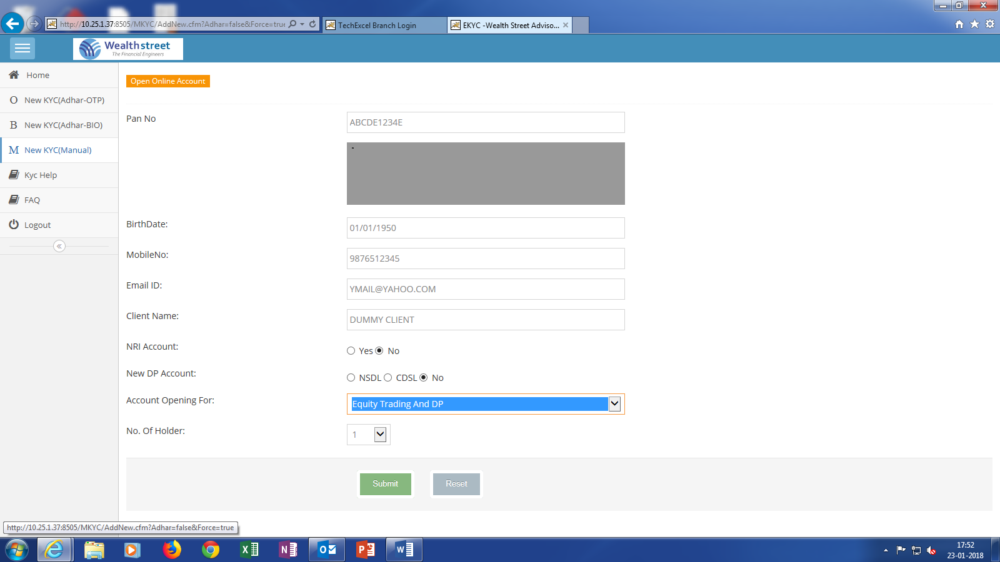 http://10.25.1.37:8505/MKYC/AddNew.cfm?Adhar=false&Force=true
TechExcel Branch Login
EKYC -Wealth Street Adviso...
Wealthstreet
The Financial Engineers
Home
O New KYC(Adhar-OTP)
B New KYC(Adhar-BIO)
M New KYC(Manual)
Kyc Help
FAQ
Logout
Open Online Account
Pan No
ABCDE1234E
-
BirthDate:
01/01/1950
MobileNo:
9876512345
Email ID:
YMAIL@YAHOO.COM
Client Name:
DUMMY CLIENT
NRI Account:
Yes No
New DP Account:
NSDL CDSL No
Account Opening For:
Equity Trading And DP
No. Of Holder:
1
Submit Reset
http://10.25.1.37:8505/MKYC/AddNew.cfm?Adhar=false&Force=true
17:52
23-01-2018